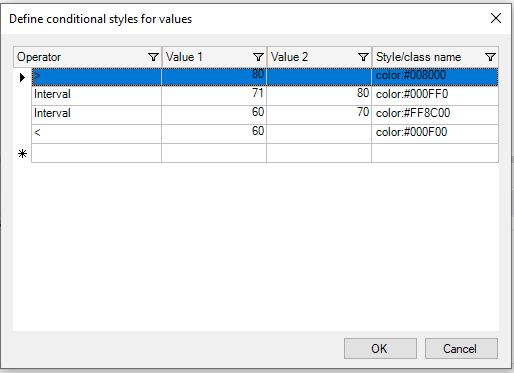 Define conditional styles for values
Operator Value 1 Value 2 Style/class name
> 80 color:#008000
Interval 71 80 color:#000FF0
Interval 60 70 color:#FF8C00
< 60 color:#000F00
OK Cancel